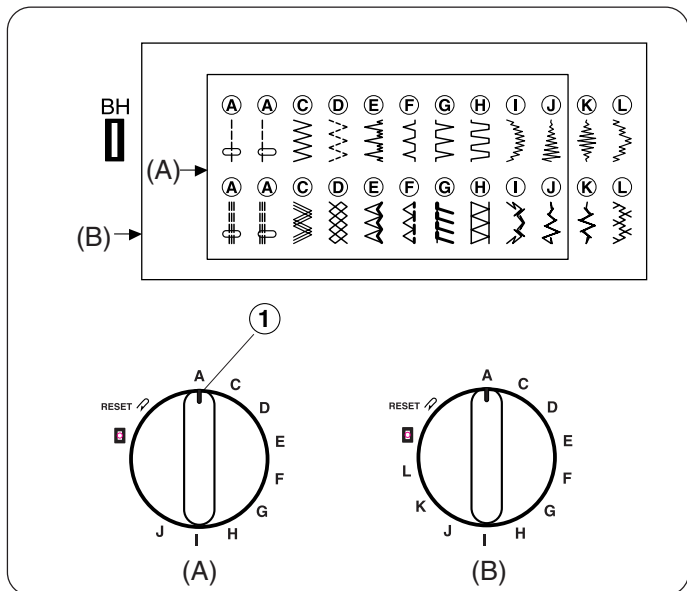 BH
A A C D E F G H I J K L
(A)
A A C D E F G H I J K L
(B)
1
A
C
D
E
F
G
H
I
J
RESET
(A)
A
C
D
E
F
G
H
I
J
K
L
RESET
(B)